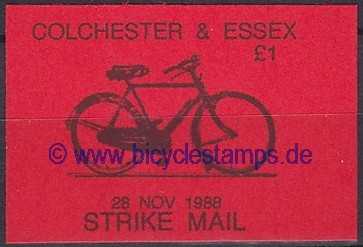 COLCHESTER & ESSEX
£1
© www.bicyclestamps.de
28 NOV 1988
STRIKE MAIL